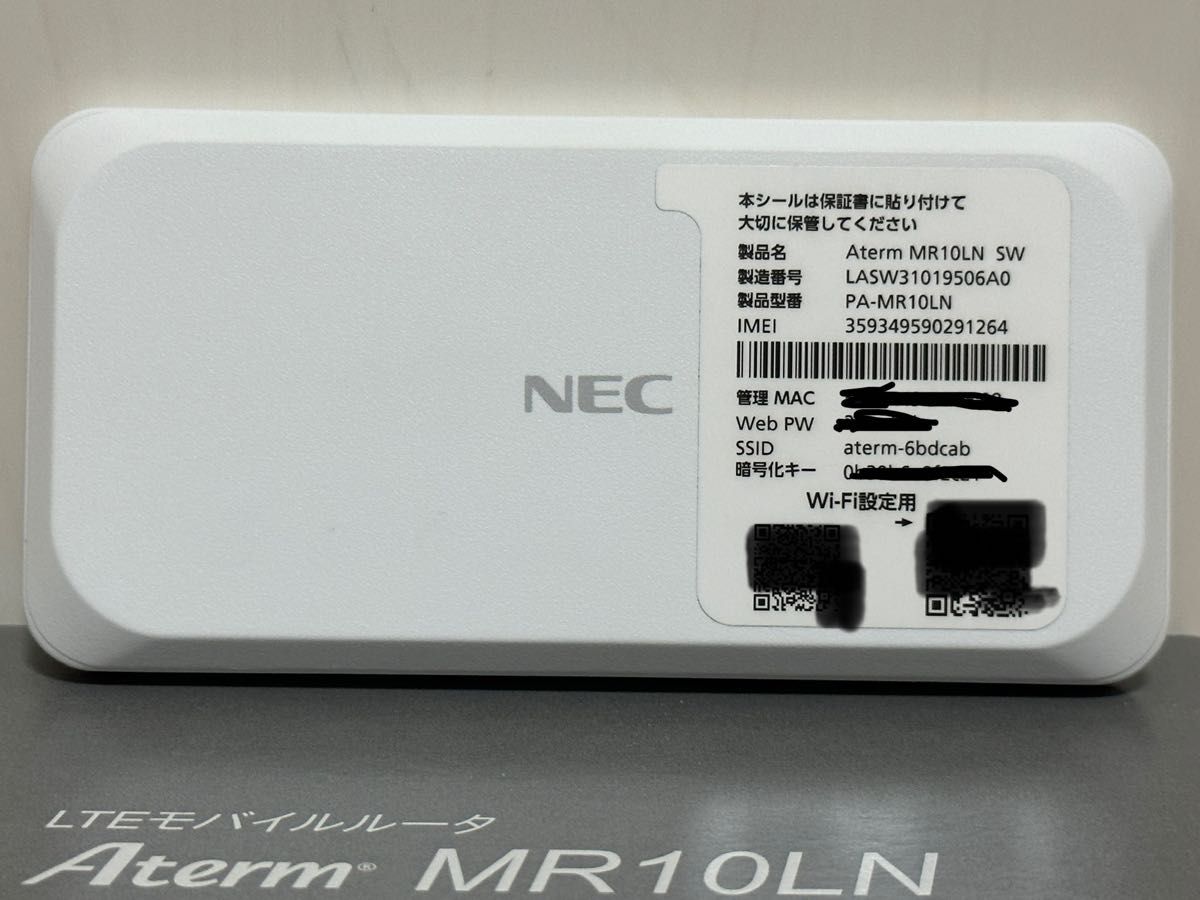 本シールは保証書に貼り付けて
大切に保管してください
製品名 Aterm MR10LN SW
製造番号 LASW31019506A0
製品型番 PA-MR10LN
IMEI 359349590291264
NEC
管理 MAC
Web PW
SSID aterm-6bdcab
暗号化キー
Wi-Fi設定用
→
LTEモバイルルータ
Aterm® MR10LN